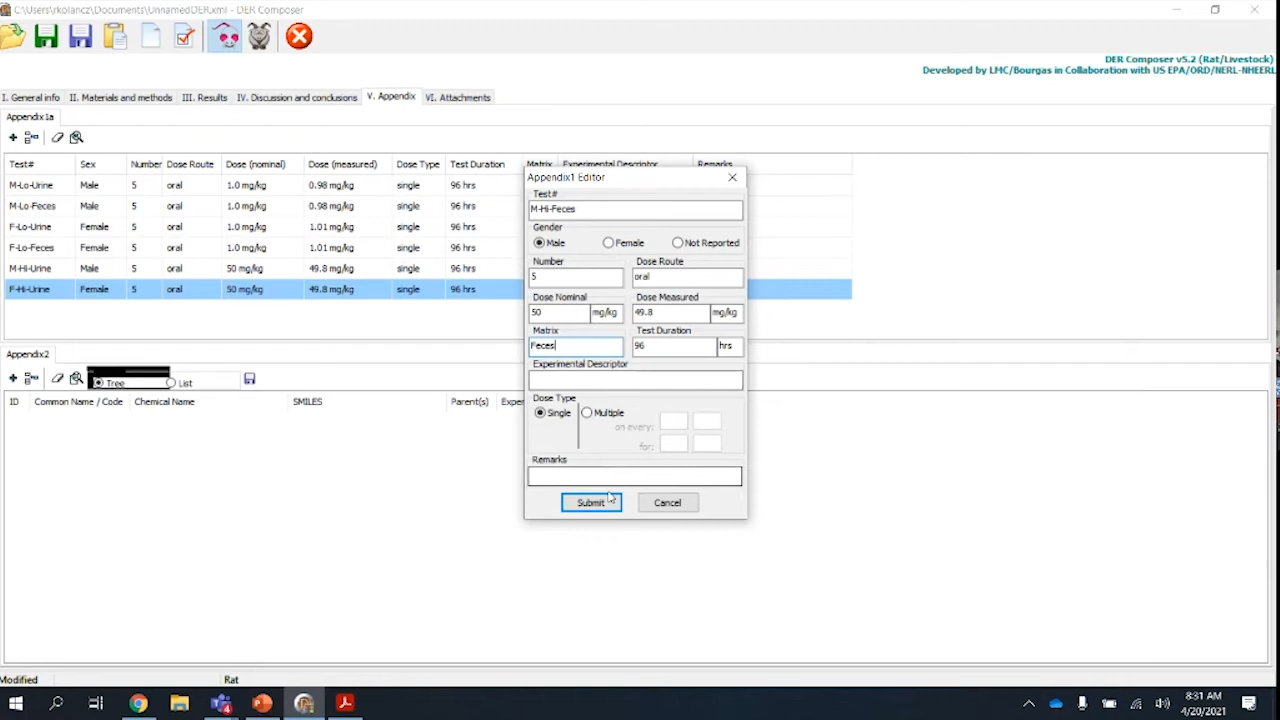 C:\Users\rkolancz\Documents\UnnamedDER.xml - DER Composer
DER Composer v5.2 (Rat/Livestock)
Developed by LMC/Bourgas in Collaboration with US EPA/ORD/NERL-NHEERL
I. General info II. Materials and methods III. Results IV. Discussion and conclusions V. Appendix VI. Attachments
Appendix1a
Test# Sex Number Dose Route Dose (nominal) Dose (measured) Dose Type Test Duration Matrix Experimental Descriptor Remarks
M-Lo-Urine Male 5 oral 1.0 mg/kg 0.98 mg/kg single 96 hrs
M-Lo-Feces Male 5 oral 1.0 mg/kg 0.98 mg/kg single 96 hrs
F-Lo-Urine Female 5 oral 1.0 mg/kg 1.01 mg/kg single 96 hrs
F-Lo-Feces Female 5 oral 1.0 mg/kg 1.01 mg/kg single 96 hrs
M-Hi-Urine Male 5 oral 50 mg/kg 49.8 mg/kg single 96 hrs
F-Hi-Urine Female 5 oral 50 mg/kg 49.8 mg/kg single 96 hrs
Appendix1 Editor
Test#
M-Hi-Feces
Gender
Male Female Not Reported
Number Dose Route
5 oral
Dose Nominal Dose Measured
50 mg/kg 49.8 mg/kg
Matrix Test Duration
Feces 96 hrs
Experimental Descriptor
Dose Type
Single Multiple
on every:
for:
Remarks
Submit Cancel
Appendix2
Tree List
ID Common Name / Code Chemical Name SMILES Parent(s) Exper
Modified Rat
8:31 AM
4/20/2021